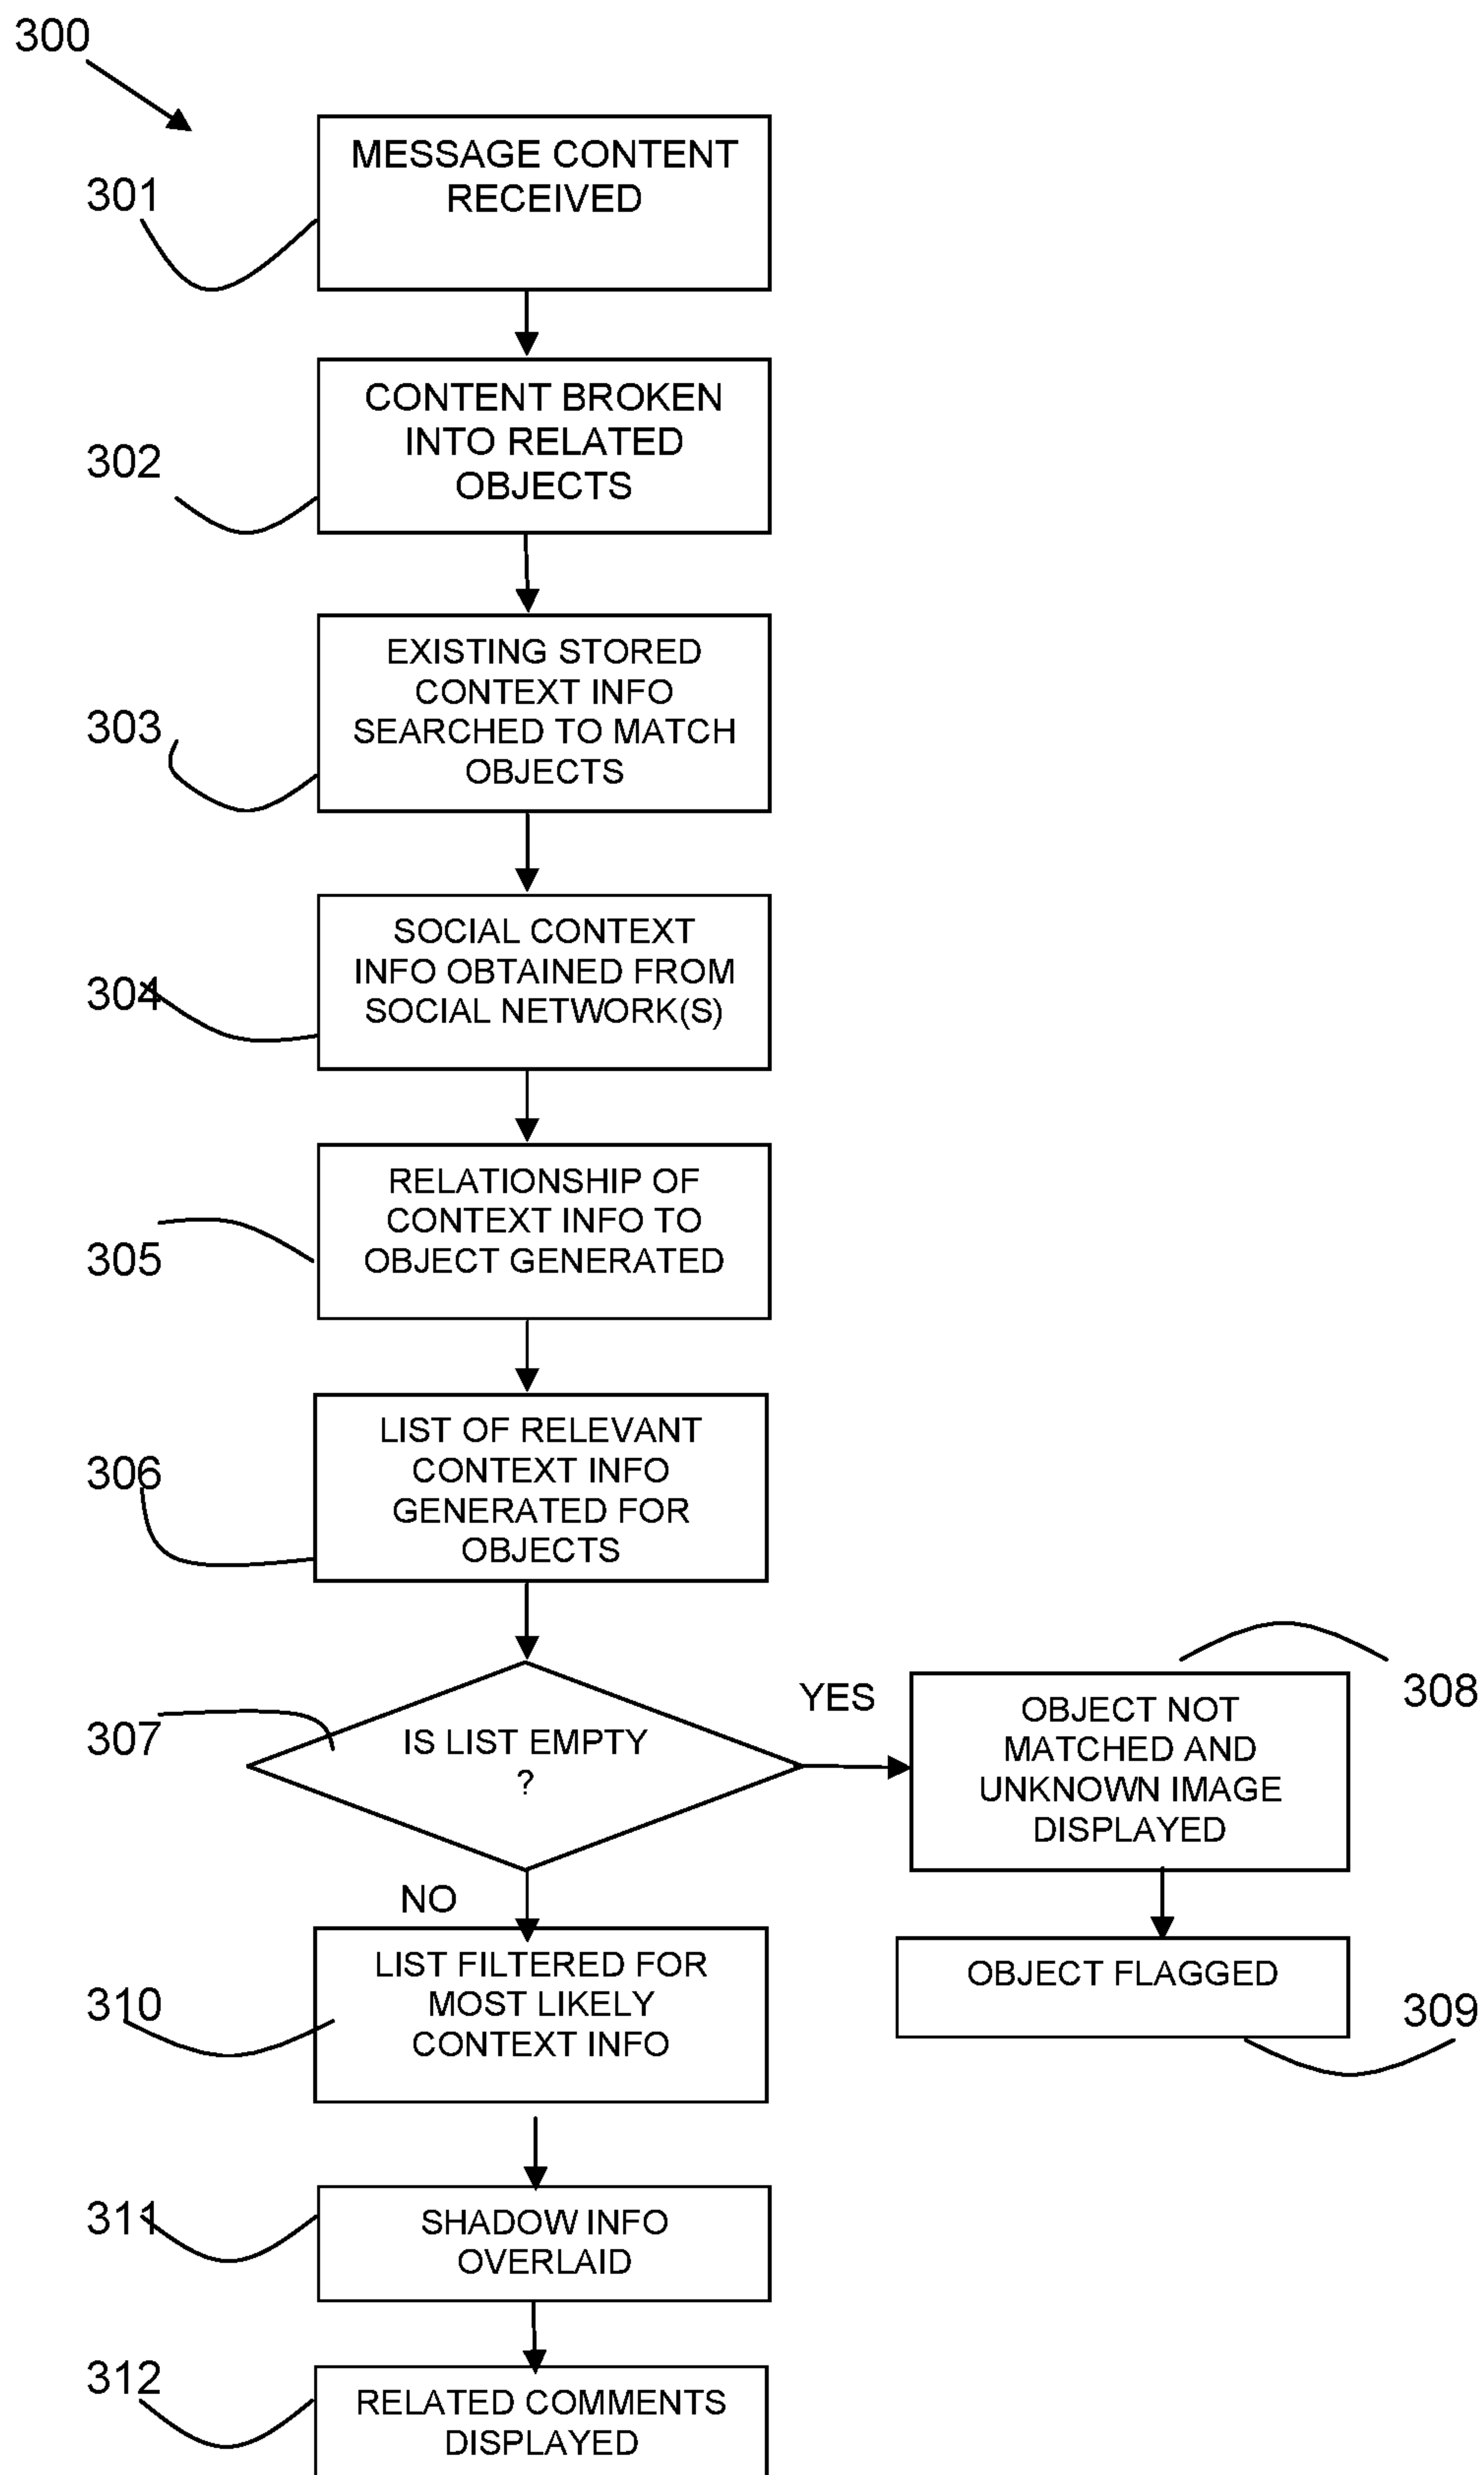 300
301
MESSAGE CONTENT
RECEIVED
302
CONTENT BROKEN
INTO RELATED
OBJECTS
303
EXISTING STORED
CONTEXT INFO
SEARCHED TO MATCH
OBJECTS
304
SOCIAL CONTEXT
INFO OBTAINED FROM
SOCIAL NETWORK(S)
305
RELATIONSHIP OF
CONTEXT INFO TO
OBJECT GENERATED
306
LIST OF RELEVANT
CONTEXT INFO
GENERATED FOR
OBJECTS
307
IS LIST EMPTY
?
YES
308
OBJECT NOT
MATCHED AND
UNKNOWN IMAGE
DISPLAYED
309
OBJECT FLAGGED
NO
310
LIST FILTERED FOR
MOST LIKELY
CONTEXT INFO
311
SHADOW INFO
OVERLAID
312
RELATED COMMENTS
DISPLAYED